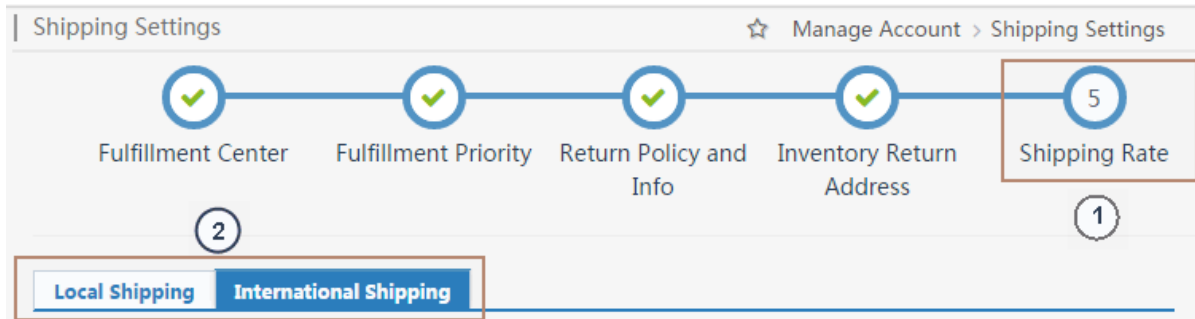 Shipping Settings
Manage Account > Shipping Settings
5
Fulfillment Center
Fulfillment Priority
Return Policy and
Info
Inventory Return
Address
Shipping Rate
1
2
Local Shipping
International Shipping